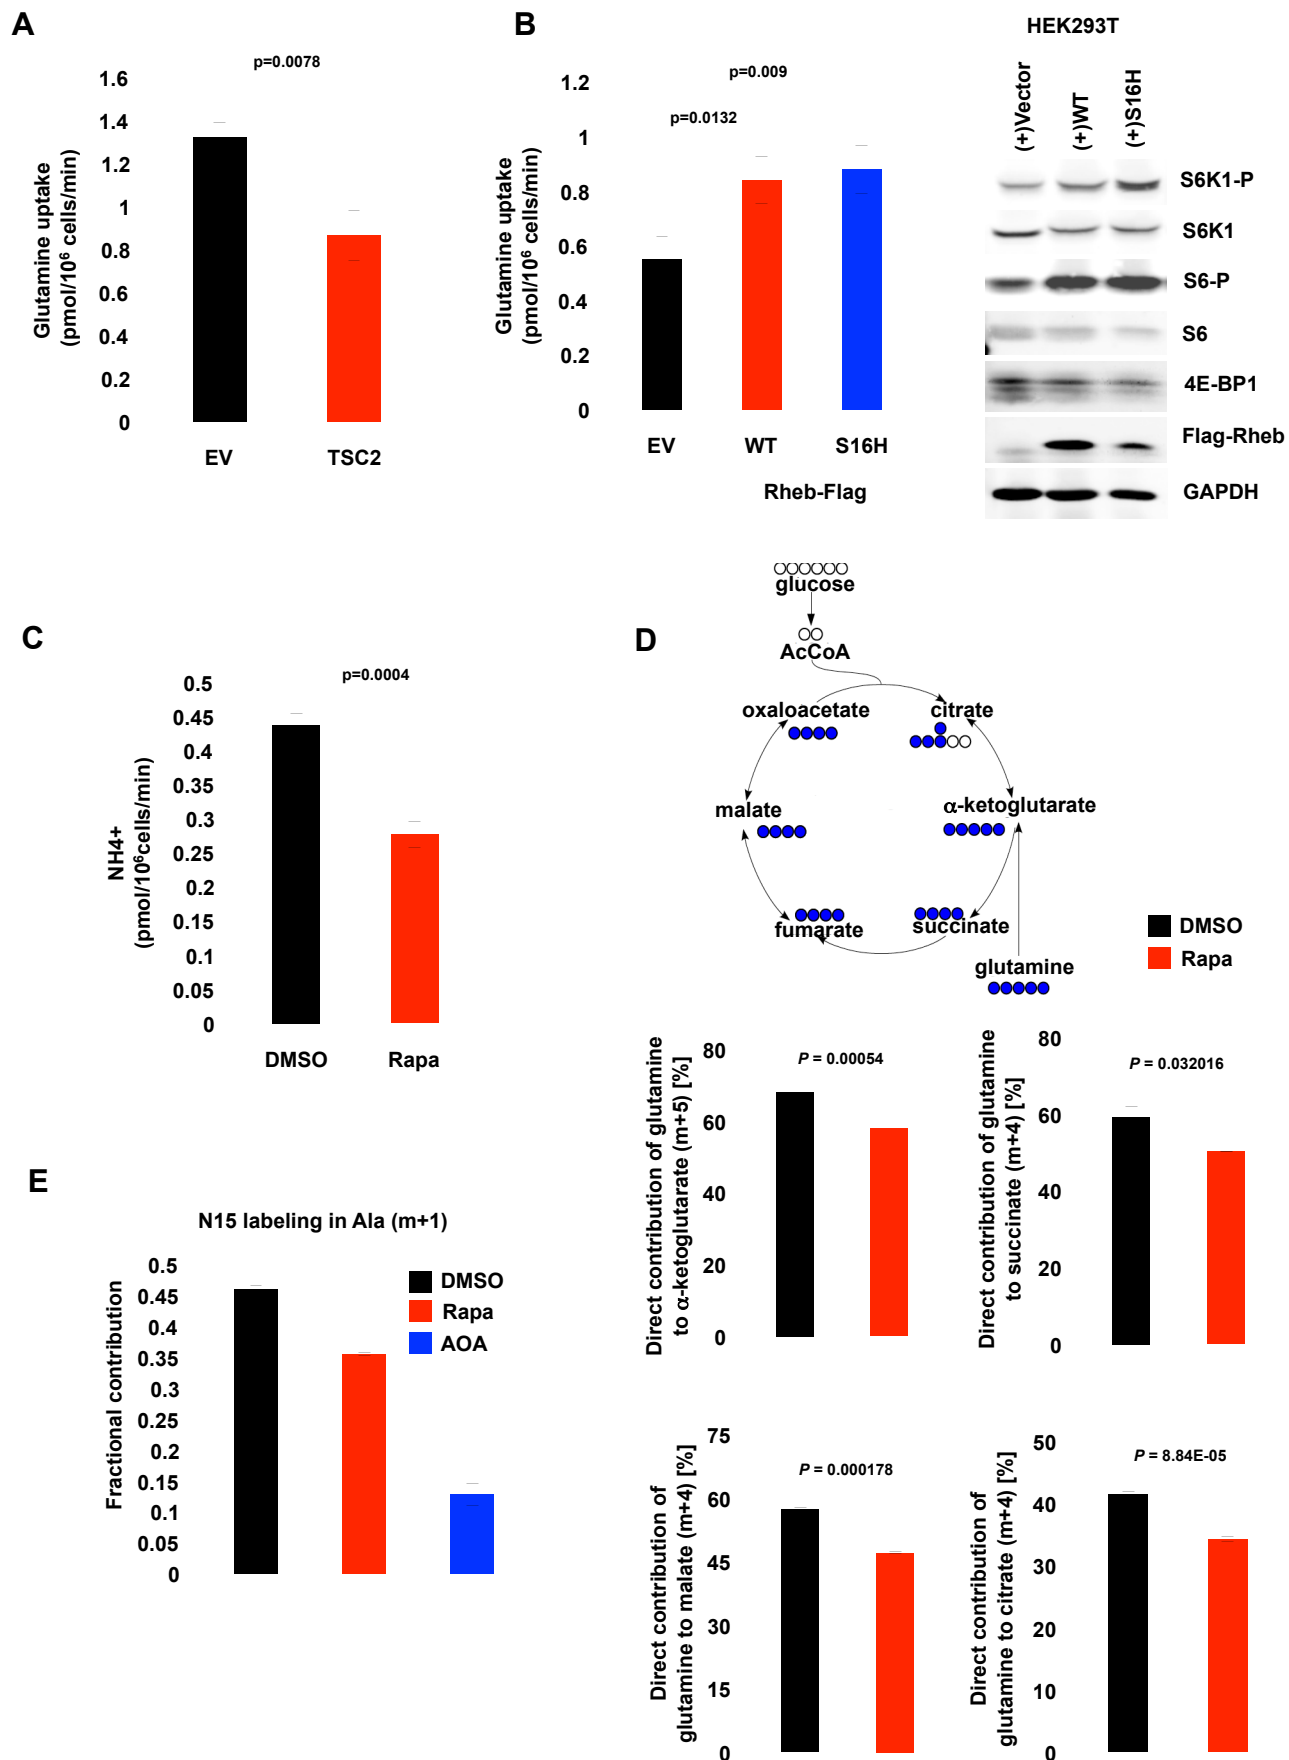 A
p=0.0078
Glutamine uptake
(pmol/10⁶ cells/min)
1.6
1.4
1.2
1
0.8
0.6
0.4
0.2
0
EV
TSC2
B
p=0.009
p=0.0132
Glutamine uptake
(pmol/10⁶ cells/min)
1.2
1
0.8
0.6
0.4
0.2
0
EV
WT
S16H
Rheb-Flag
HEK293T
(+)Vector
(+)WT
(+)S16H
S6K1-P
S6K1
S6-P
S6
4E-BP1
Flag-Rheb
GAPDH
C
p=0.0004
NH4+
(pmol/10⁶cells/min)
0.5
0.45
0.4
0.35
0.3
0.25
0.2
0.15
0.1
0.05
0
DMSO
Rapa
D
glucose
AcCoA
oxaloacetate
citrate
malate
α-ketoglutarate
fumarate
succinate
glutamine
DMSO
Rapa
Direct contribution of glutamine
to α-ketoglutarate (m+5) [%]
80
60
40
20
0
P = 0.00054
Direct contribution of glutamine
to succinate (m+4) [%]
80
60
40
20
0
P = 0.032016
Direct contribution of
glutamine to malate (m+4) [%]
75
60
45
30
15
0
P = 0.000178
Direct contribution of
glutamine to citrate (m+4) [%]
50
40
30
20
10
0
P = 8.84E-05
E
N15 labeling in Ala (m+1)
Fractional contribution
0.5
0.45
0.4
0.35
0.3
0.25
0.2
0.15
0.1
0.05
0
DMSO
Rapa
AOA